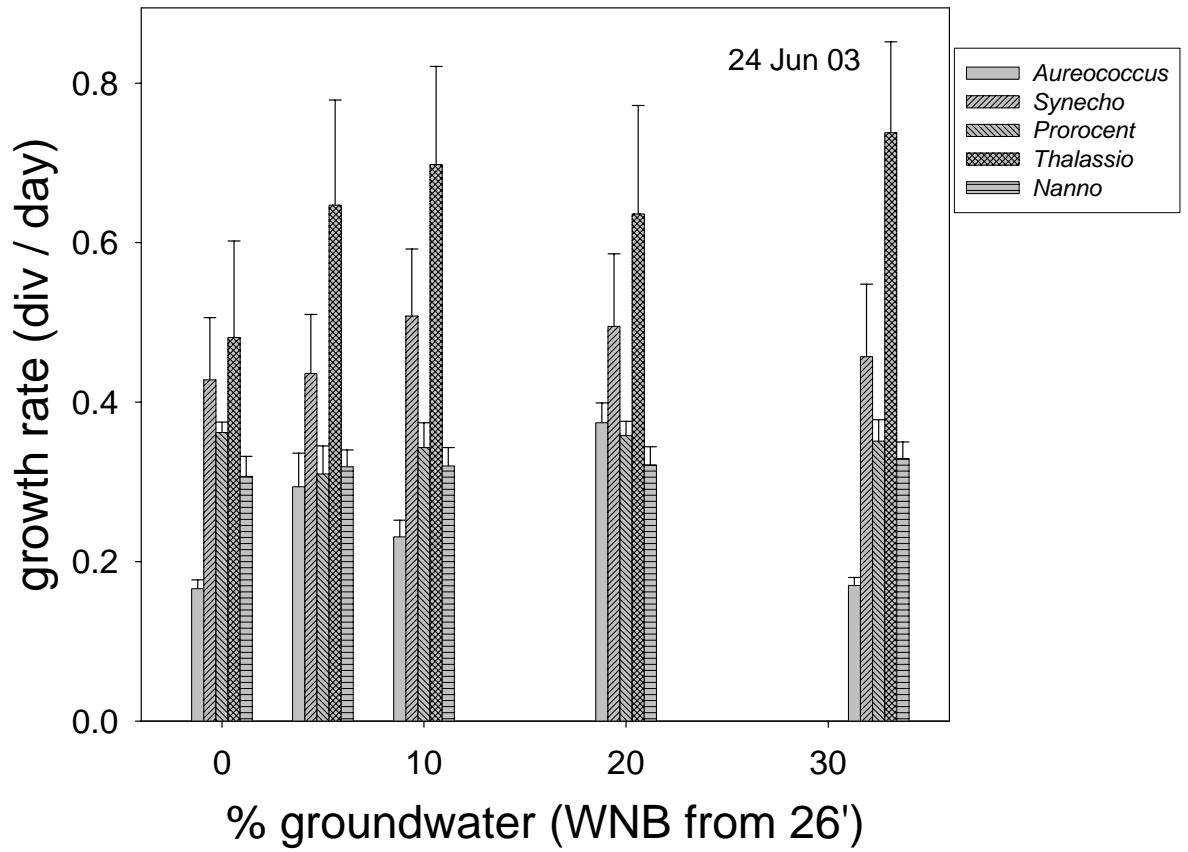 24 Jun 03
Aureococcus
Synecho
Prorocent
Thalassio
Nanno
growth rate (div / day)
0.8
0.6
0.4
0.2
0.0
0 10 20 30
% groundwater (WNB from 26')